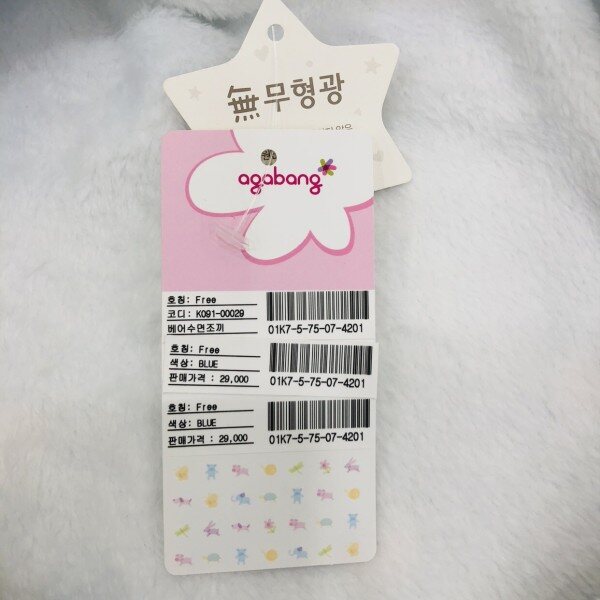 無무형광
agabang
호칭: Free
코디: K091-00029
베어수면조끼
01K7-5-75-07-4201
호칭: Free
색상: BLUE
판매가격 : 29,000
01K7-5-75-07-4201
호칭: Free
색상: BLUE
판매가격 : 29,000
01K7-5-75-07-4201